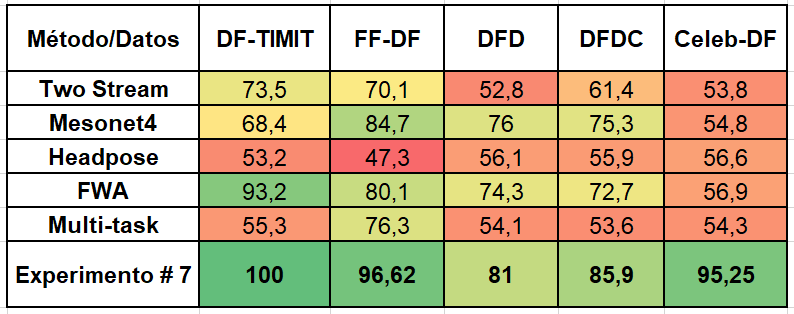 Método/Datos DF-TIMIT FF-DF DFD DFDC Celeb-DF
Two Stream 73,5 70,1 52,8 61,4 53,8
Mesonet4 68,4 84,7 76 75,3 54,8
Headpose 53,2 47,3 56,1 55,9 56,6
FWA 93,2 80,1 74,3 72,7 56,9
Multi-task 55,3 76,3 54,1 53,6 54,3
Experimento # 7 100 96,62 81 85,9 95,25